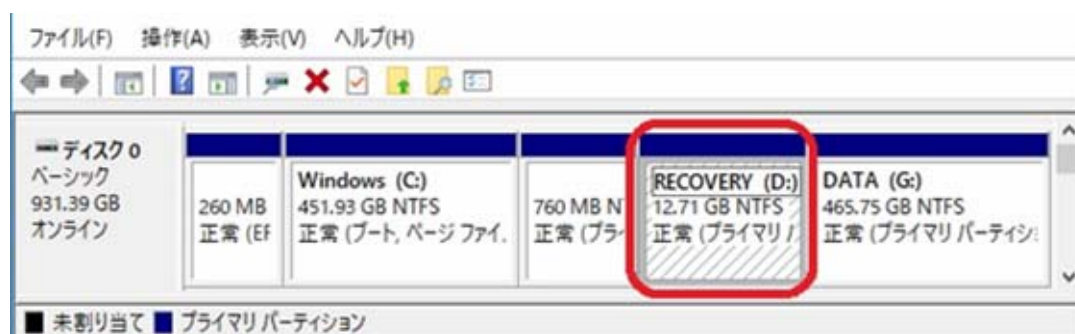 ファイル(F) 操作(A) 表示(V) ヘルプ(H)
ディスク 0
ベーシック
931.39 GB
オンライン
260 MB
正常 (EF
Windows (C:)
451.93 GB NTFS
正常 (ブート, ページ ファイ.
760 MB N
正常 (プラ
RECOVERY (D:)
12.71 GB NTFS
正常 (プライマリ パ
DATA (G:)
465.75 GB NTFS
正常 (プライマリ パーティシ
未割り当て プライマリ パーティション